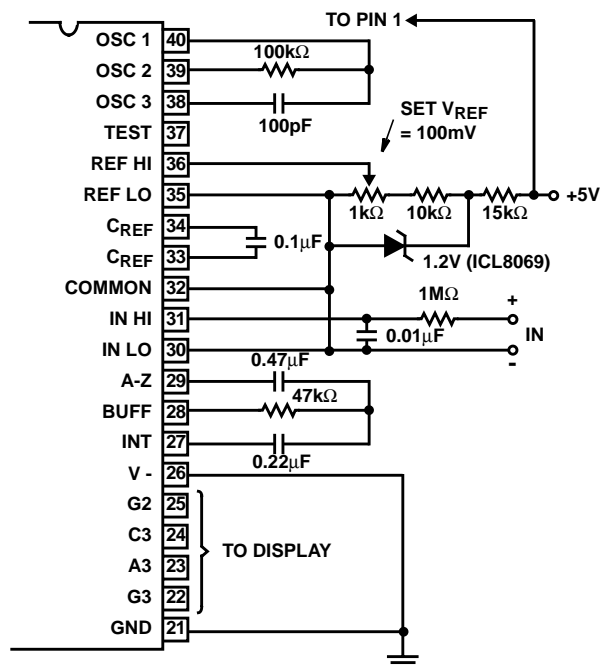 TO PIN 1
OSC 1 40
100kΩ
OSC 2 39
OSC 3 38
100pF
SET VREF
= 100mV
TEST 37
REF HI 36
REF LO 35
1kΩ 10kΩ 15kΩ
+5V
CREF 34
0.1µF
1.2V (ICL8069)
CREF 33
COMMON 32
1MΩ
+
IN HI 31
0.01µF
IN
IN LO 30
-
0.47µF
A-Z 29
47kΩ
BUFF 28
INT 27
0.22µF
V - 26
G2 25
C3 24
TO DISPLAY
A3 23
G3 22
GND 21